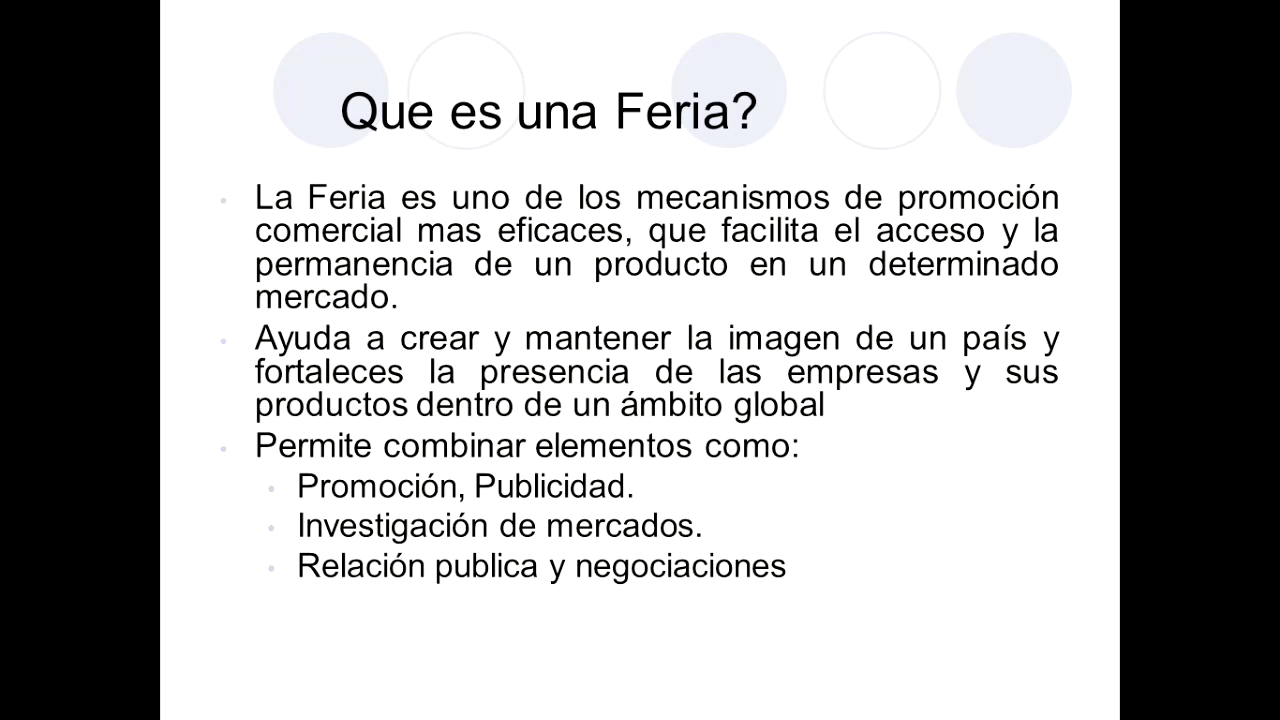 Que es una Feria?
La Feria es uno de los mecanismos de promoción
comercial mas eficaces, que facilita el acceso y la
permanencia de un producto en un determinado
mercado.
Ayuda a crear y mantener la imagen de un país y
fortaleces la presencia de las empresas y sus
productos dentro de un ámbito global
Permite combinar elementos como:
Promoción, Publicidad.
Investigación de mercados.
Relación publica y negociaciones